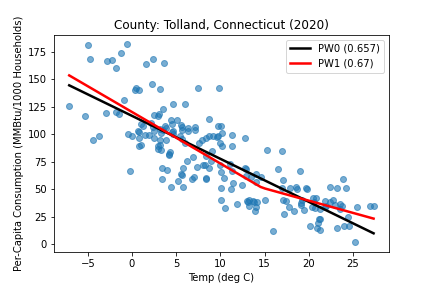 County: Tolland, Connecticut (2020)
PW0 (0.657)
PW1 (0.67)
Per-Capita Consumption (MMBtu/1000 Households)
175
150
125
100
75
50
25
0
−5 0 5 10 15 20 25
Temp (deg C)